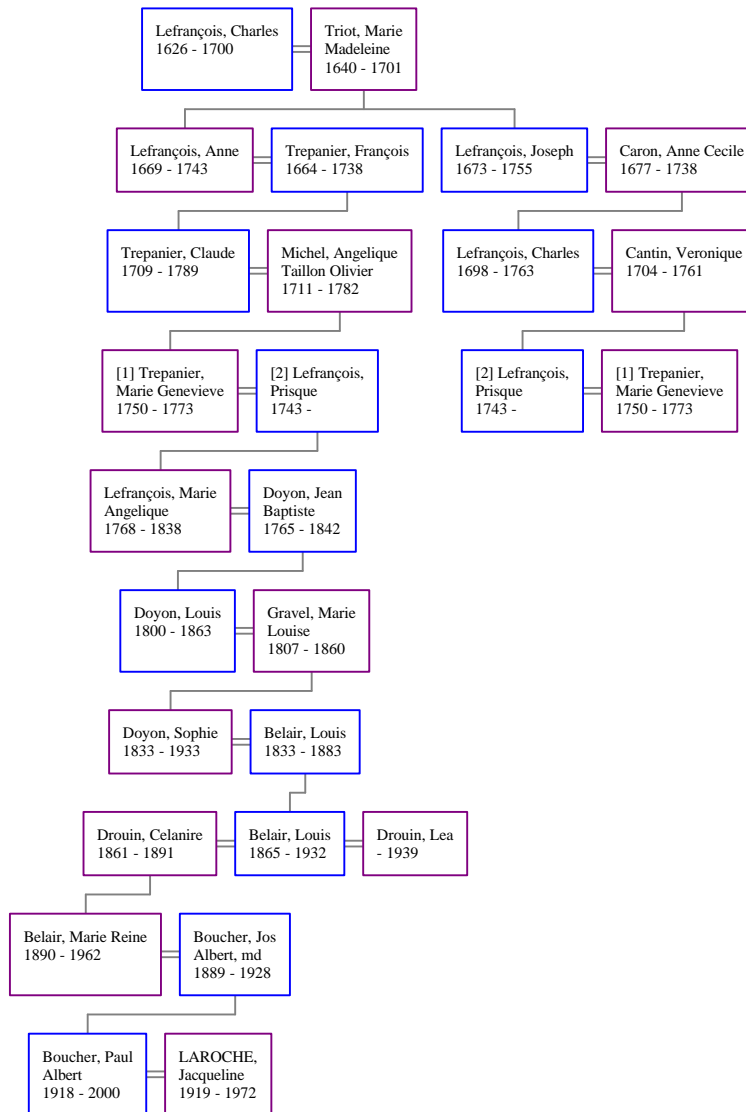 Lefrançois, Charles
1626 - 1700
Triot, Marie
Madeleine
1640 - 1701
Lefrançois, Anne
1669 - 1743
Trepanier, François
1664 - 1738
Lefrançois, Joseph
1673 - 1755
Caron, Anne Cecile
1677 - 1738
Trepanier, Claude
1709 - 1789
Michel, Angelique
Taillon Olivier
1711 - 1782
Lefrançois, Charles
1698 - 1763
Cantin, Veronique
1704 - 1761
[1] Trepanier,
Marie Genevieve
1750 - 1773
[2] Lefrançois,
Prisque
1743 -
[2] Lefrançois,
Prisque
1743 -
[1] Trepanier,
Marie Genevieve
1750 - 1773
Lefrançois, Marie
Angelique
1768 - 1838
Doyon, Jean
Baptiste
1765 - 1842
Doyon, Louis
1800 - 1863
Gravel, Marie
Louise
1807 - 1860
Doyon, Sophie
1833 - 1933
Belair, Louis
1833 - 1883
Drouin, Celanire
1861 - 1891
Belair, Louis
1865 - 1932
Drouin, Lea
- 1939
Belair, Marie Reine
1890 - 1962
Boucher, Jos
Albert, md
1889 - 1928
Boucher, Paul
Albert
1918 - 2000
LAROCHE,
Jacqueline
1919 - 1972